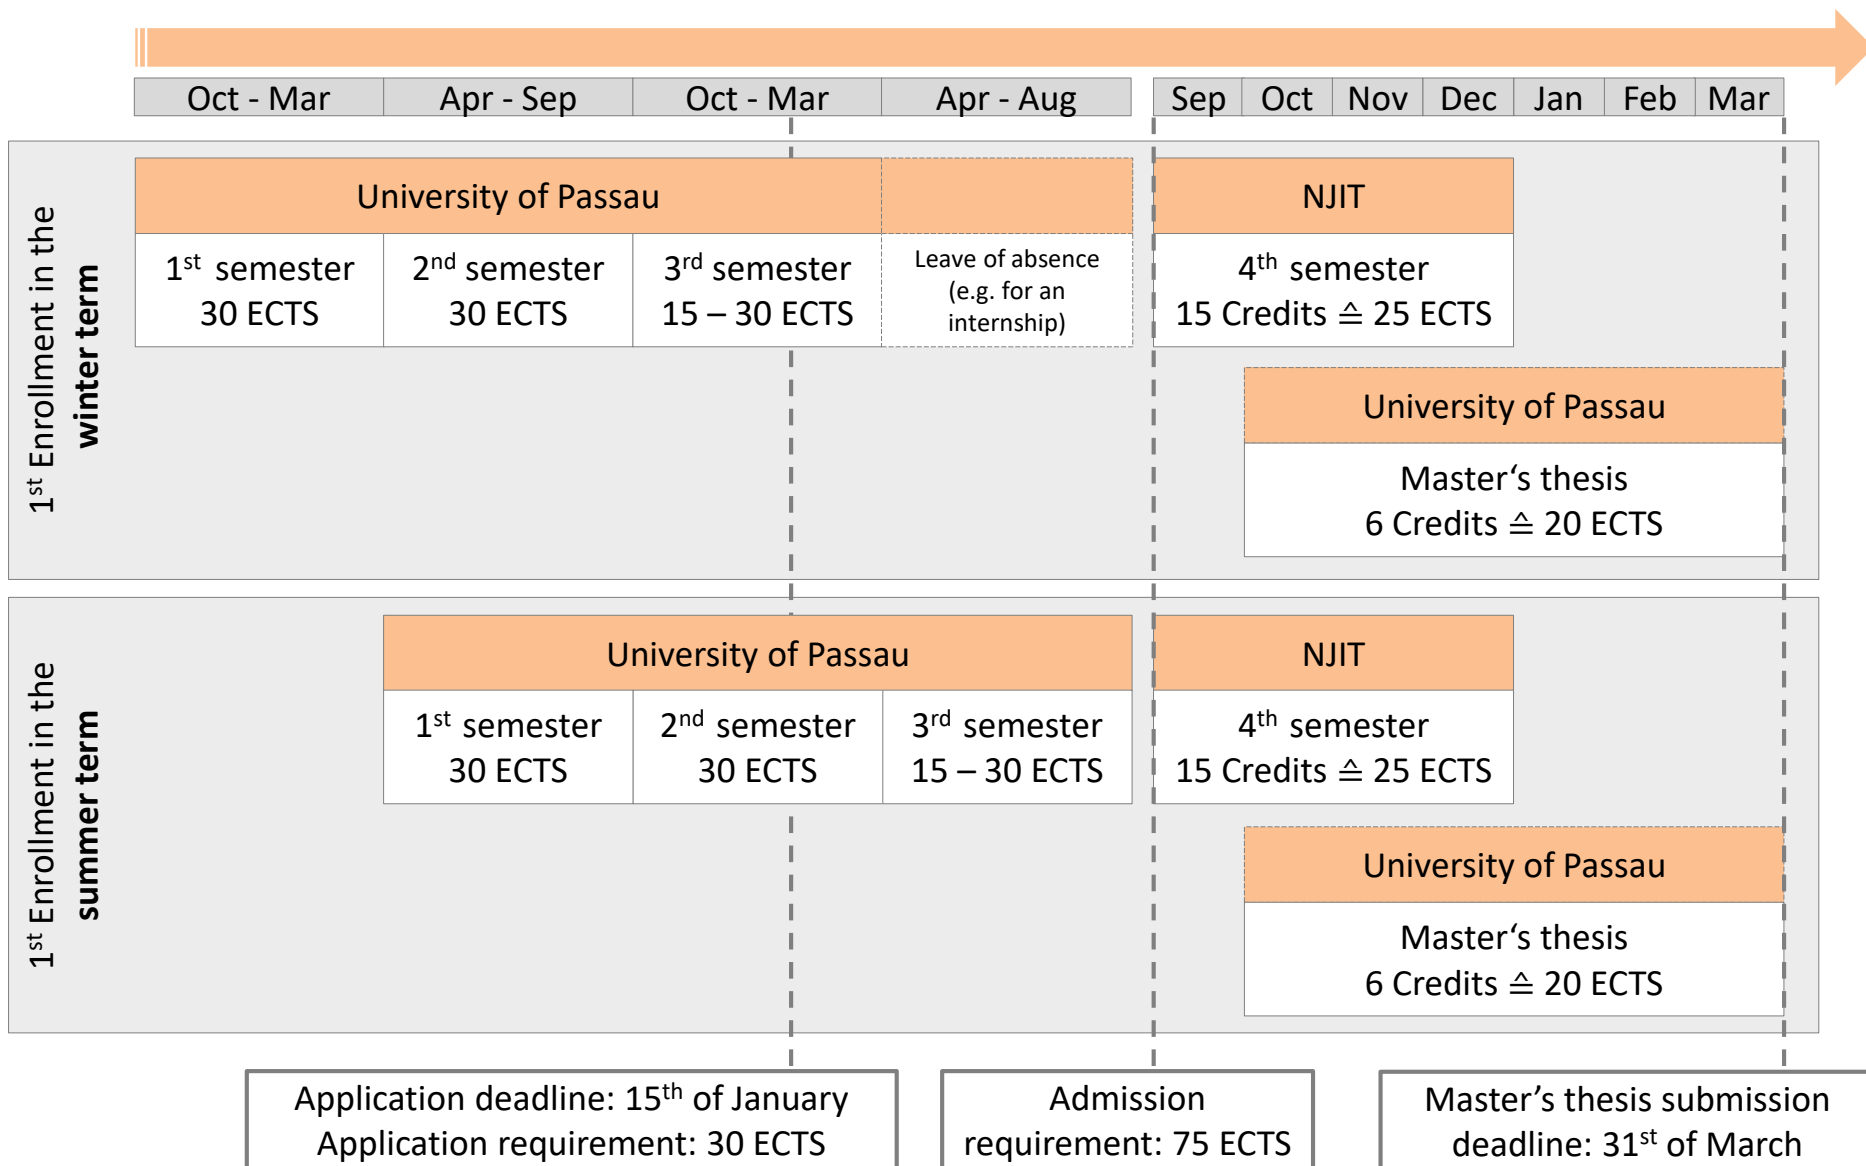 Oct - Mar
Apr - Sep
Oct - Mar
Apr - Aug
Sep
Oct
Nov
Dec
Jan
Feb
Mar
1st Enrollment in the
winter term
University of Passau
1st semester
30 ECTS
2nd semester
30 ECTS
3rd semester
15 – 30 ECTS
Leave of absence
(e.g. for an
internship)
NJIT
4th semester
15 Credits ≙ 25 ECTS
University of Passau
Master‘s thesis
6 Credits ≙ 20 ECTS
1st Enrollment in the
summer term
University of Passau
1st semester
30 ECTS
2nd semester
30 ECTS
3rd semester
15 – 30 ECTS
NJIT
4th semester
15 Credits ≙ 25 ECTS
University of Passau
Master‘s thesis
6 Credits ≙ 20 ECTS
Application deadline: 15th of January
Application requirement: 30 ECTS
Admission
requirement: 75 ECTS
Master’s thesis submission
deadline: 31st of March